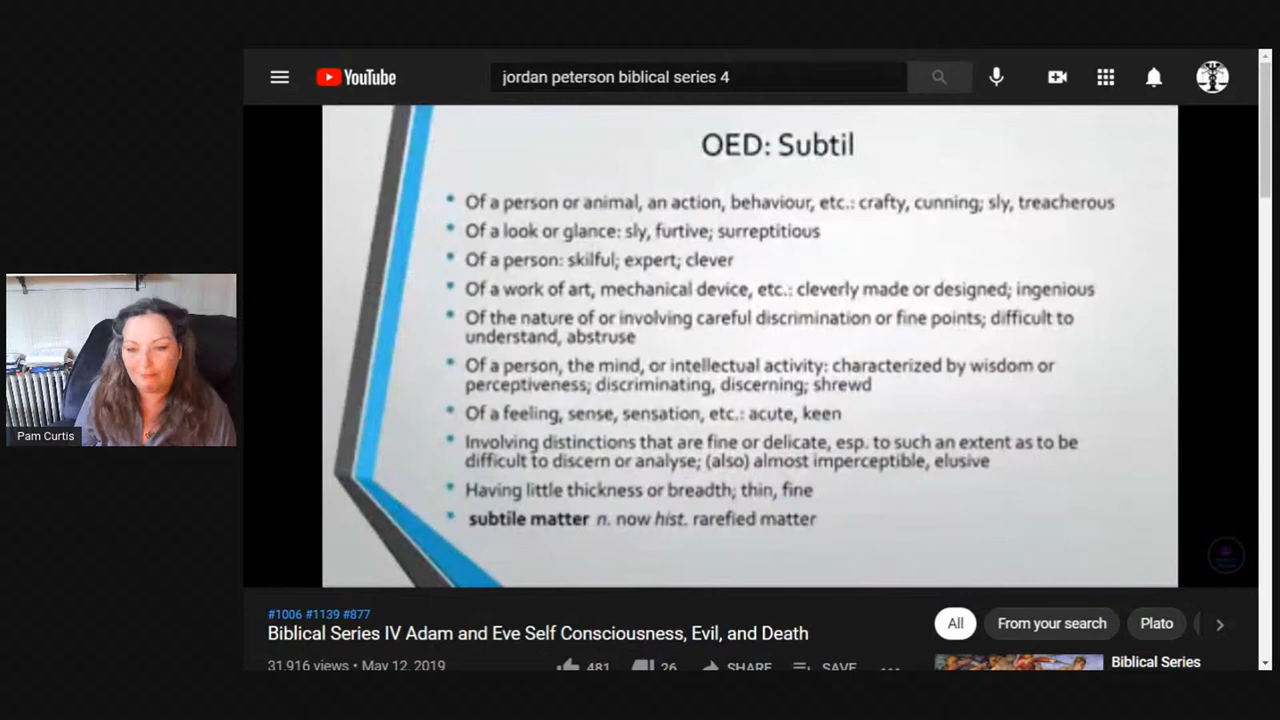 YouTube
jordan peterson biblical series 4
OED: Subtil
Of a person or animal, an action, behaviour, etc.: crafty, cunning; sly, treacherous
Of a look or glance: sly, furtive; surreptitious
Of a person: skilful; expert; clever
Of a work of art, mechanical device, etc.: cleverly made or designed; ingenious
Of the nature of or involving careful discrimination or fine points; difficult to
understand, abstruse
Of a person, the mind, or intellectual activity: characterized by wisdom or
perceptiveness; discriminating, discerning; shrewd
Of a feeling, sense, sensation, etc.: acute, keen
Involving distinctions that are fine or delicate, esp. to such an extent as to be
difficult to discern or analyse; (also) almost imperceptible, elusive
Having little thickness or breadth; thin, fine
subtile matter n. now hist. rarefied matter
Pam Curtis
#1006 #1139 #877
Biblical Series IV Adam and Eve Self Consciousness, Evil, and Death
31,916 views • May 12, 2019
481
26
SHARE
SAVE
All
From your search
Plato
Biblical Series